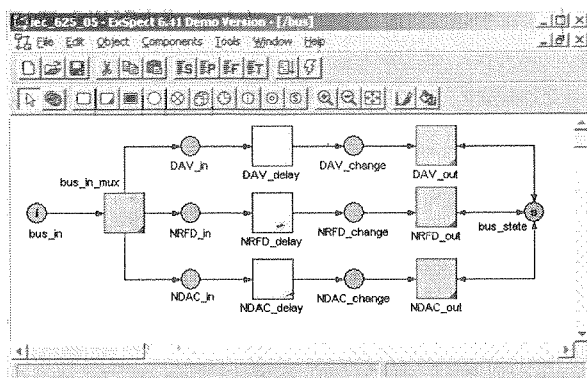 iec_625_05 - ExSpect 6.41 Demo Version - [/bus]
File Edit Object Components Tools Window Help
S P F T
DAV_in DAV_delay DAV_change DAV_out
bus_in_mux
i
bus_in
NRFD_in NRFD_delay NRFD_change NRFD_out
bus_state
NDAC_in NDAC_delay NDAC_change NDAC_out